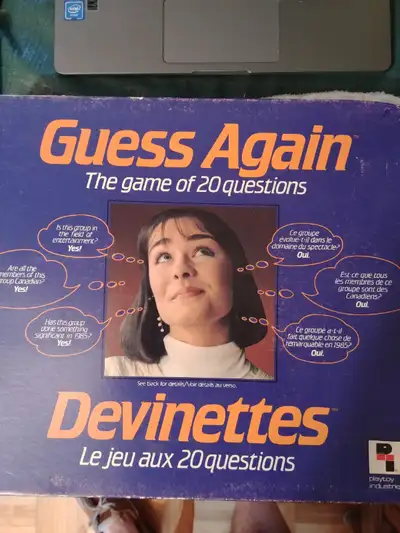 Guess Again™
The game of 20 questions
Is this group in
the field of
entertainment?
Yes!
Are all the
members of this
group Canadian?
Yes!
Has this group
done something
significant in 1985?
Yes!
Ce groupe
évolue-t-il dans le
domaine du spectacle?
Oui.
Est-ce que tous
les membres de ce
groupe sont des
Canadiens?
Oui.
Ce groupe a-t-il
fait quelque chose de
remarquable en 1985?
Oui.
See back for details/Voir détails au verso.
Devinettes™
Le jeu aux 20 questions
playtoy
industries